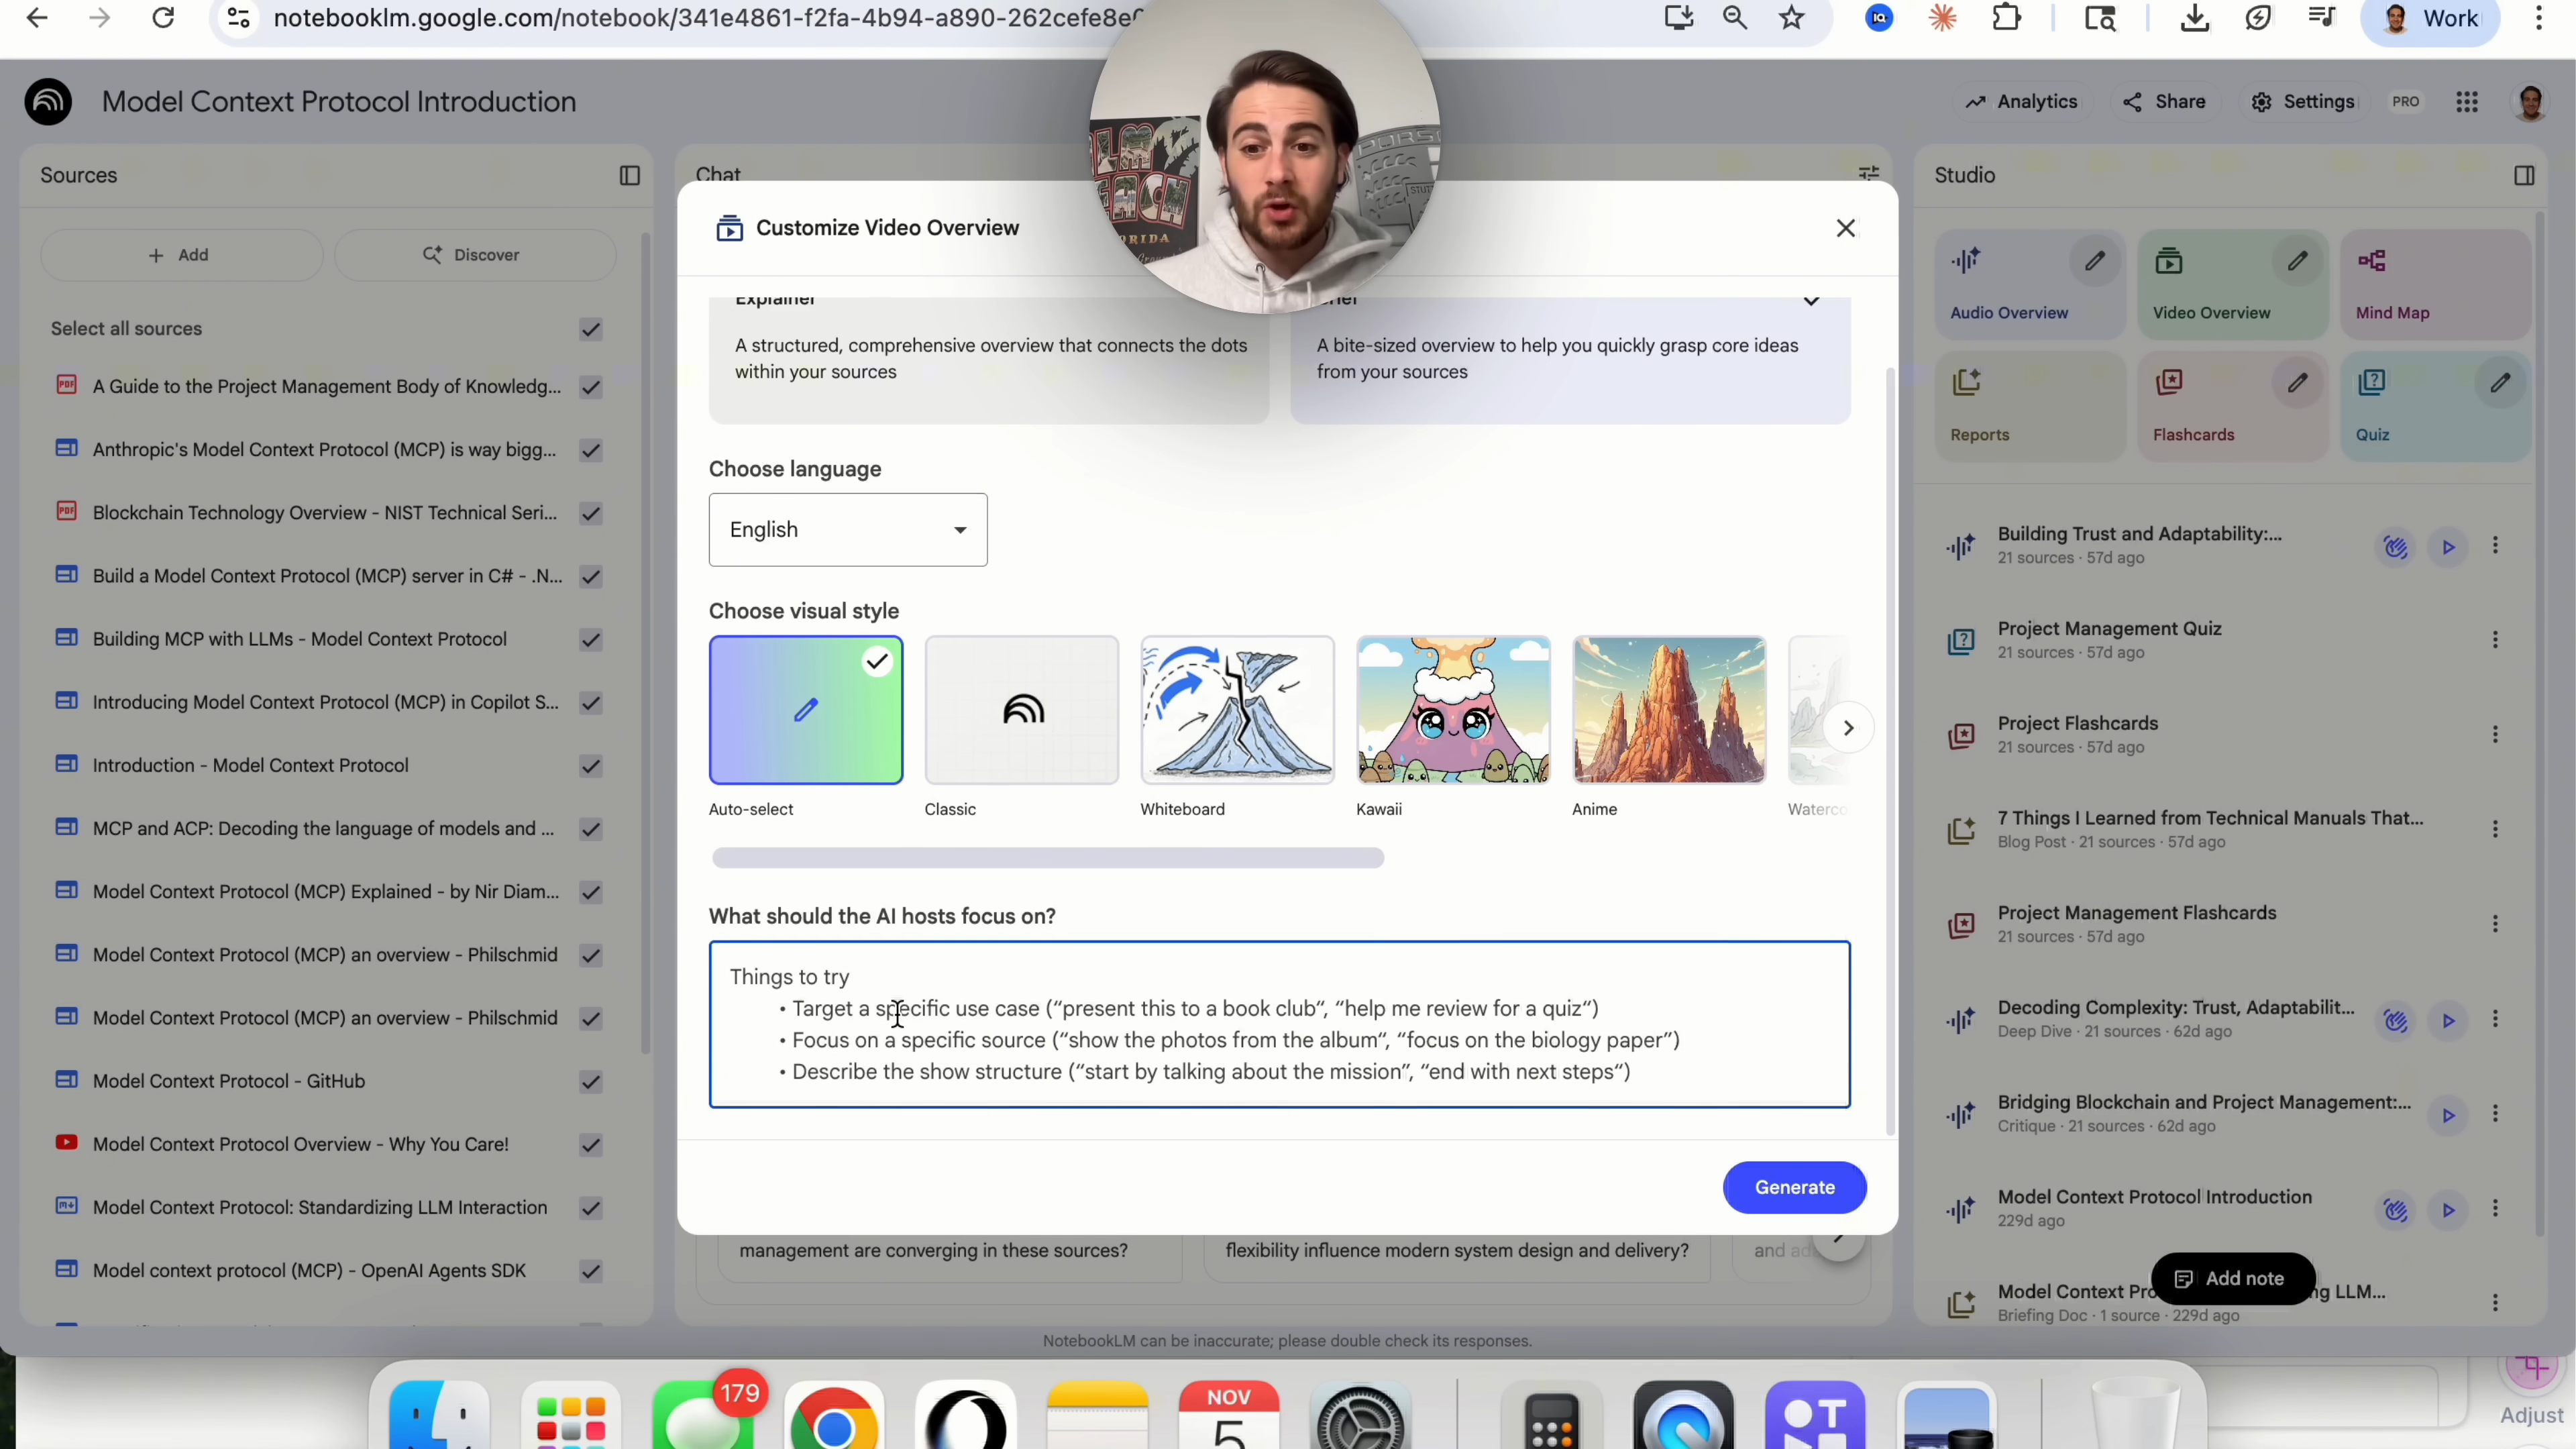 notebooklm.google.com/notebook/341e4861-f2fa-4b94-a890-262cefe8e
Work
Model Context Protocol Introduction
Analytics
Share
Settings
PRO
Sources
Chat
Studio
Add
Discover
Select all sources
A Guide to the Project Management Body of Knowledg...
Anthropic's Model Context Protocol (MCP) is way bigg...
Blockchain Technology Overview - NIST Technical Seri...
Build a Model Context Protocol (MCP) server in C# - .N...
Building MCP with LLMs - Model Context Protocol
Introducing Model Context Protocol (MCP) in Copilot S...
Introduction - Model Context Protocol
MCP and ACP: Decoding the language of models and ...
Model Context Protocol (MCP) Explained - by Nir Diam...
Model Context Protocol (MCP) an overview - Philschmid
Model Context Protocol (MCP) an overview - Philschmid
Model Context Protocol - GitHub
Model Context Protocol Overview - Why You Care!
Model Context Protocol: Standardizing LLM Interaction
Model context protocol (MCP) - OpenAI Agents SDK
Customize Video Overview
Explainer
A structured, comprehensive overview that connects the dots
within your sources
A bite-sized overview to help you quickly grasp core ideas
from your sources
Choose language
English
Choose visual style
Auto-select
Classic
Whiteboard
Kawaii
Anime
Waterco
What should the AI hosts focus on?
Things to try
• Target a specific use case (“present this to a book club“, “help me review for a quiz“)
• Focus on a specific source (“show the photos from the album“, “focus on the biology paper“)
• Describe the show structure (“start by talking about the mission“, “end with next steps“)
Generate
management are converging in these sources?
flexibility influence modern system design and delivery?
NotebookLM can be inaccurate; please double check its responses.
Audio Overview
Video Overview
Mind Map
Reports
Flashcards
Quiz
Building Trust and Adaptability:...
21 sources · 57d ago
Project Management Quiz
21 sources · 57d ago
Project Flashcards
21 sources · 57d ago
7 Things I Learned from Technical Manuals That...
Blog Post · 21 sources · 57d ago
Project Management Flashcards
21 sources · 57d ago
Decoding Complexity: Trust, Adaptabilit...
Deep Dive · 21 sources · 62d ago
Bridging Blockchain and Project Management:...
Critique · 21 sources · 62d ago
Model Context Protocol Introduction
229d ago
Model Context Pro ng LLM...
Briefing Doc · 1 source · 229d ago
Add note
179
NOV
5
Adjust